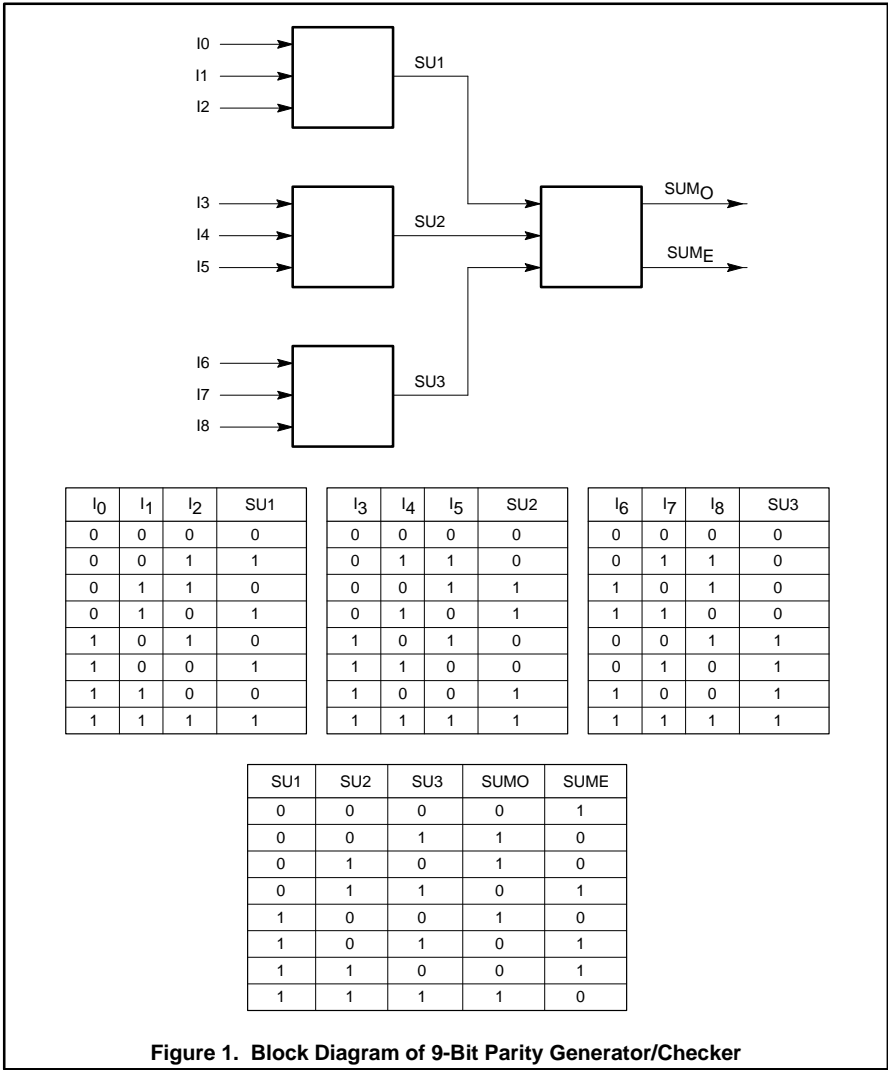 I0
I1
I2
SU1
I3
I4
I5
SU2
SUMO
SUME
I6
I7
I8
SU3
I0 I1 I2 SU1
0 0 0 0
0 0 1 1
0 1 1 0
0 1 0 1
1 0 1 0
1 0 0 1
1 1 0 0
1 1 1 1
I3 I4 I5 SU2
0 0 0 0
0 1 1 0
0 0 1 1
0 1 0 1
1 0 1 0
1 1 0 0
1 0 0 1
1 1 1 1
I6 I7 I8 SU3
0 0 0 0
0 1 1 0
1 0 1 0
1 1 0 0
0 0 1 1
0 1 0 1
1 0 0 1
1 1 1 1
SU1 SU2 SU3 SUMO SUME
0 0 0 0 1
0 0 1 1 0
0 1 0 1 0
0 1 1 0 1
1 0 0 1 0
1 0 1 0 1
1 1 0 0 1
1 1 1 1 0
Figure 1. Block Diagram of 9-Bit Parity Generator/Checker